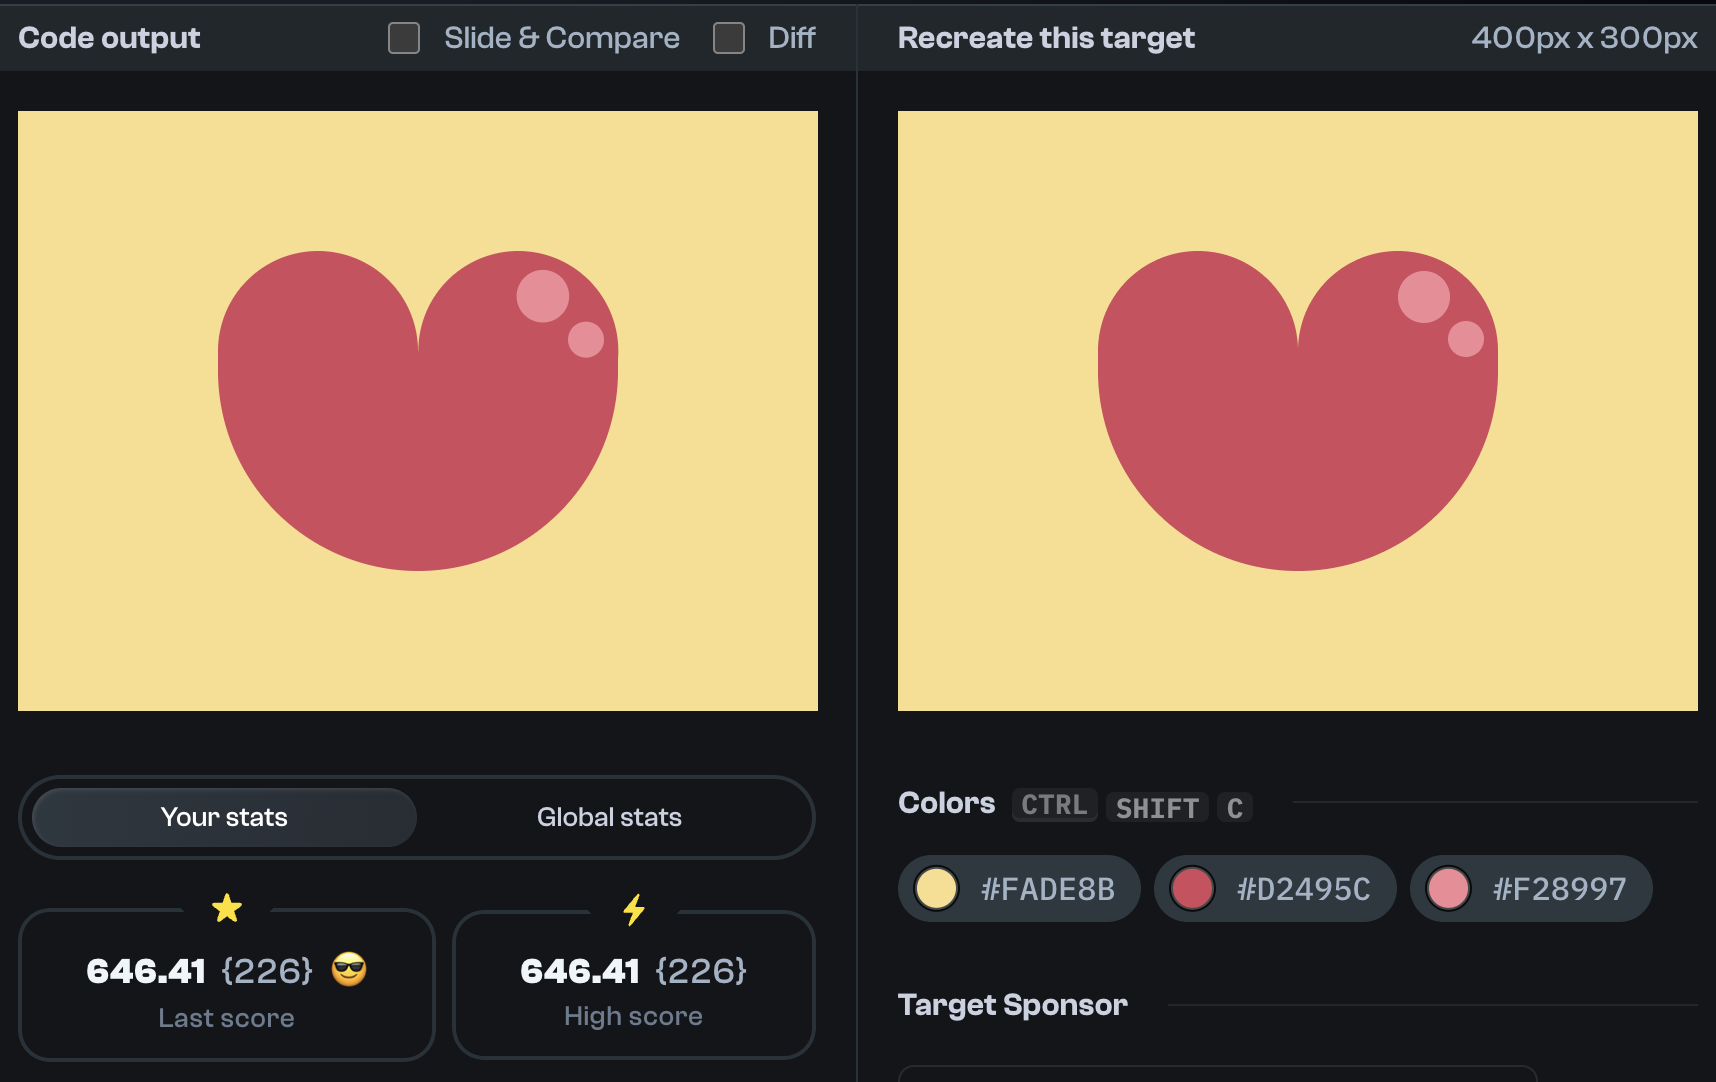 Code output
Slide & Compare
Diff
Recreate this target
400px x 300px
Your stats
Global stats
646.41 {226}
Last score
646.41 {226}
High score
Colors CTRL SHIFT C
#FADE8B
#D2495C
#F28997
Target Sponsor